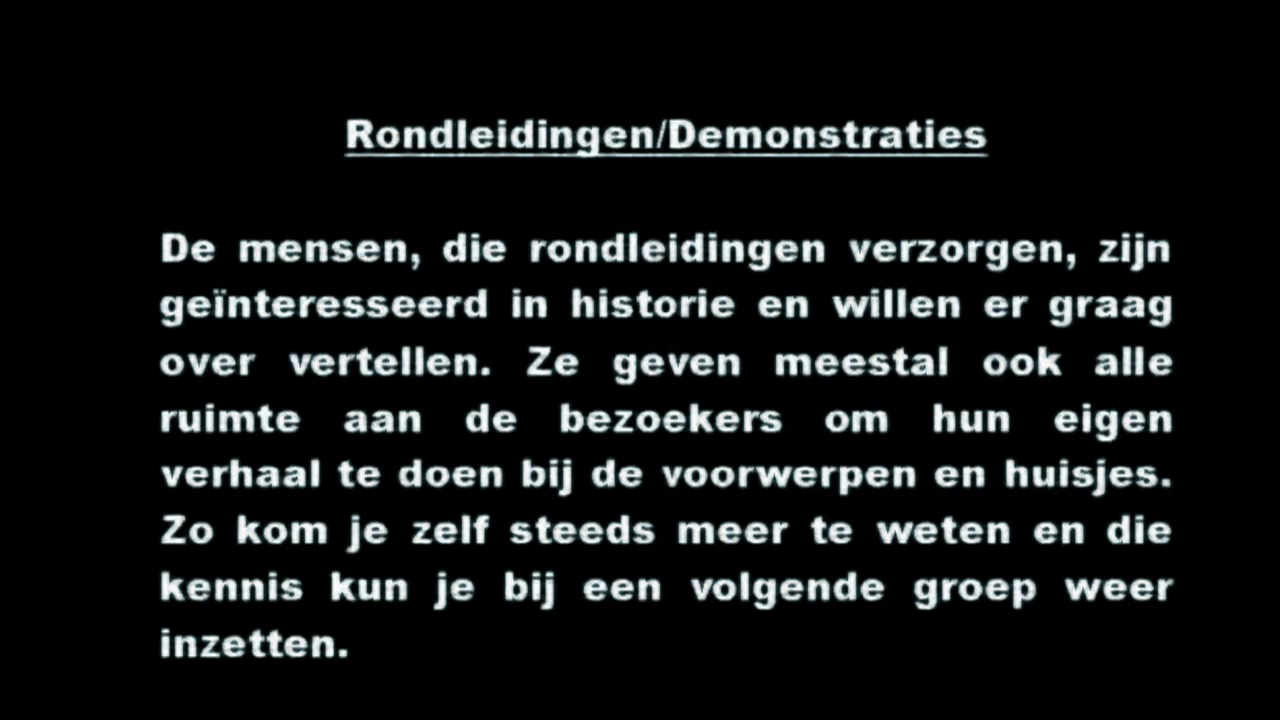 Rondleidingen/Demonstraties
De mensen, die rondleidingen verzorgen, zijn
geïnteresseerd in historie en willen er graag
over vertellen. Ze geven meestal ook alle
ruimte aan de bezoekers om hun eigen
verhaal te doen bij de voorwerpen en huisjes.
Zo kom je zelf steeds meer te weten en die
kennis kun je bij een volgende groep weer
inzetten.